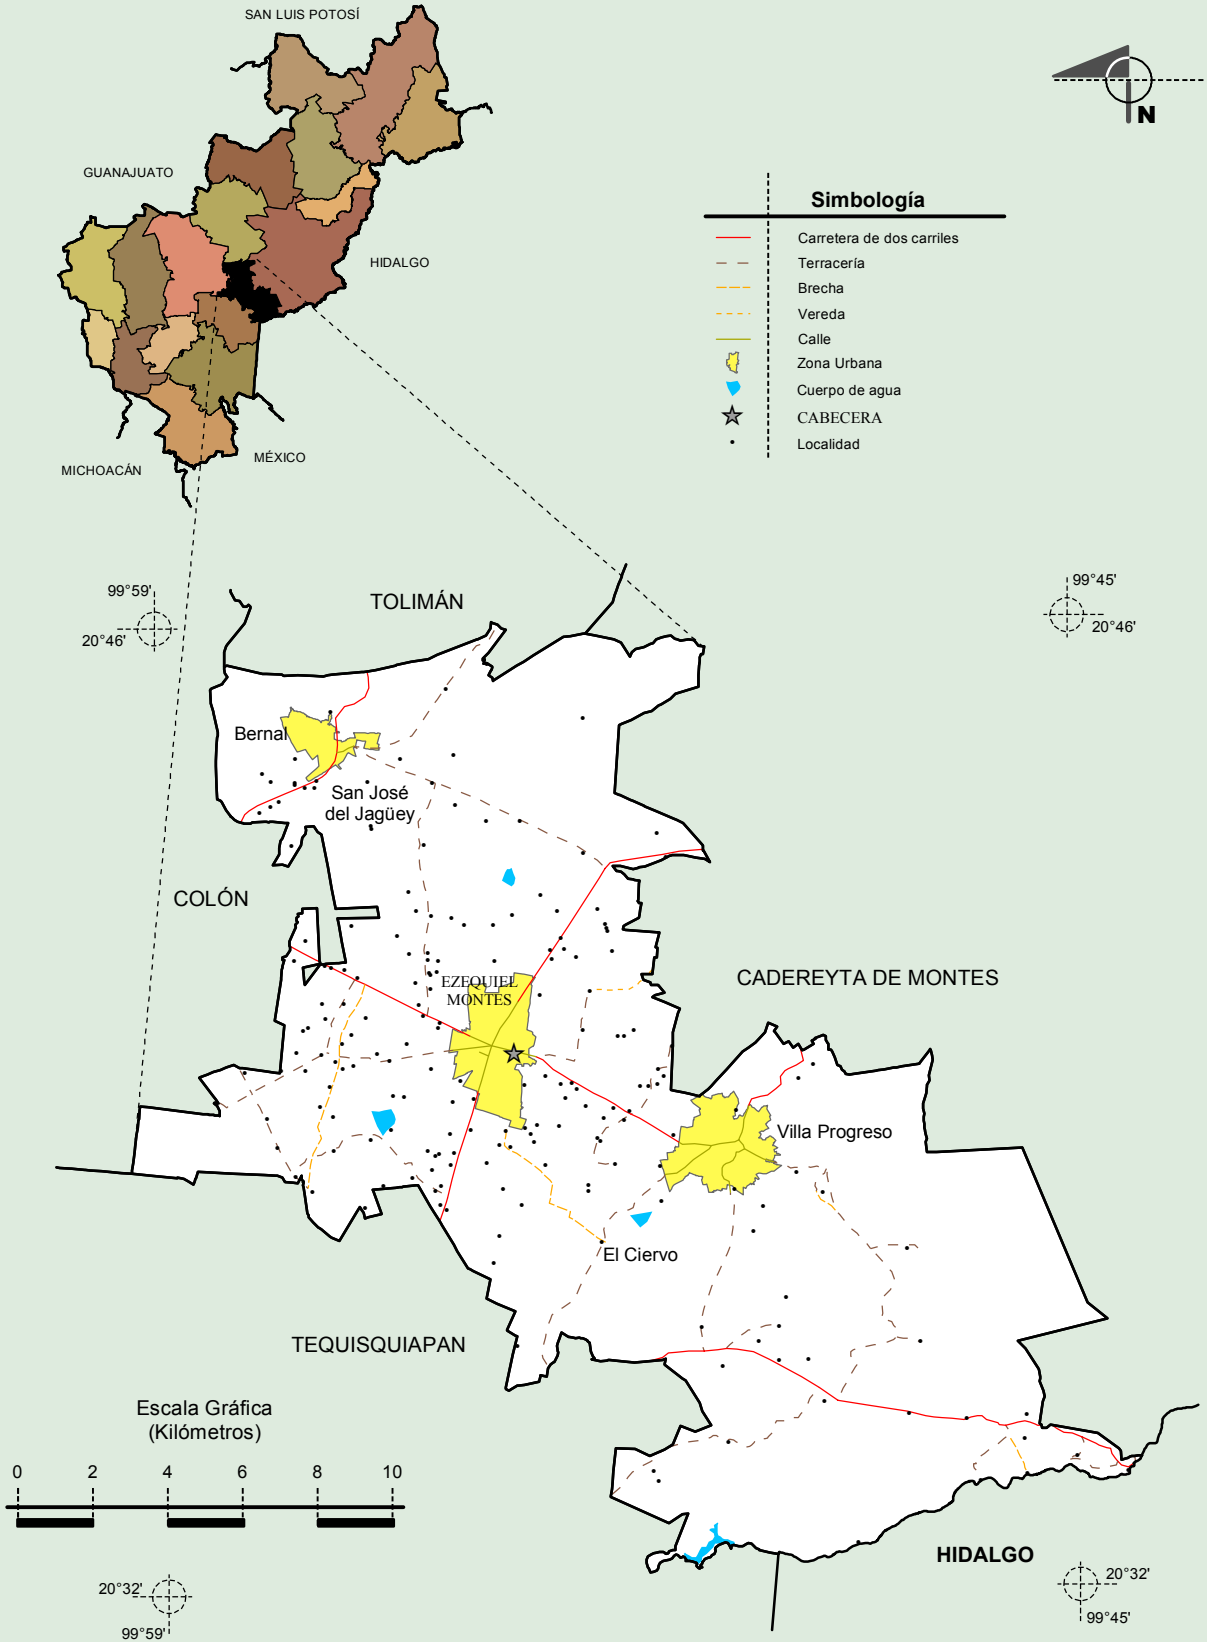 SAN LUIS POTOSÍ
GUANAJUATO
HIDALGO
MICHOACÁN
MÉXICO
N
Simbología
Carretera de dos carriles
Terracería
Brecha
Vereda
Calle
Zona Urbana
Cuerpo de agua
CABECERA
Localidad
99°59'
20°46'
99°45'
20°46'
TOLIMÁN
Bernal
San José
del Jagüey
COLÓN
EZEQUIEL
MONTES
CADEREYTA DE MONTES
Villa Progreso
El Ciervo
TEQUISQUIAPAN
Escala Gráfica
(Kilómetros)
0 2 4 6 8 10
HIDALGO
20°32'
99°59'
20°32'
99°45'